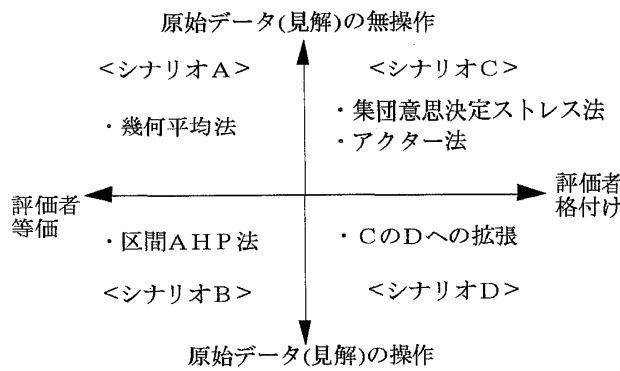 原始データ(見解)の無操作
＜シナリオＡ＞
＜シナリオＣ＞
・幾何平均法
・集団意思決定ストレス法
・アクター法
評価者
等価
評価者
格付け
・区間ＡＨＰ法
・ＣのＤへの拡張
＜シナリオＢ＞
＜シナリオＤ＞
原始データ(見解)の操作